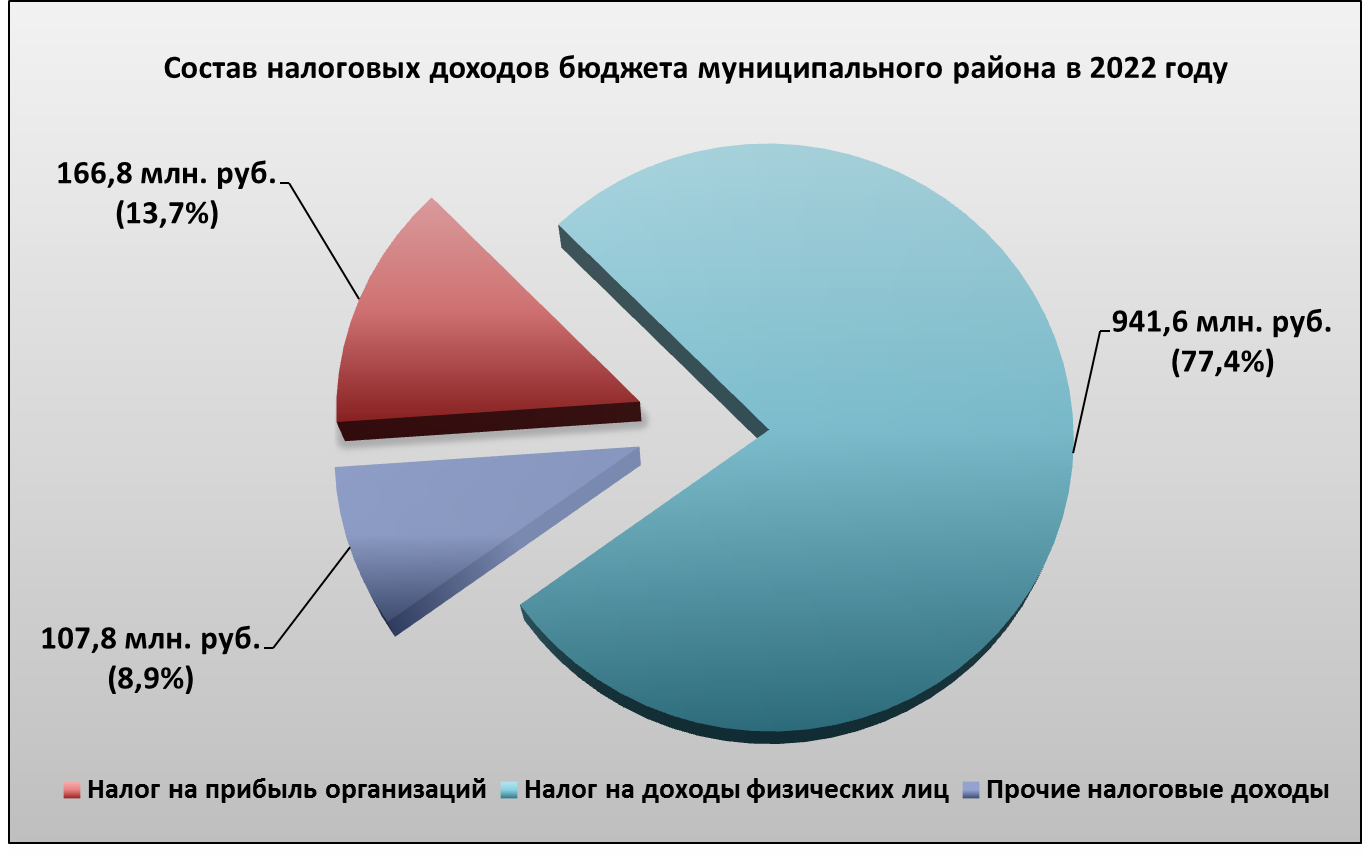 Состав налоговых доходов бюджета муниципального района в 2022 году
166,8 млн. руб.
(13,7%)
941,6 млн. руб.
(77,4%)
107,8 млн. руб.
(8,9%)
Налог на прибыль организаций
Налог на доходы физических лиц
Прочие налоговые доходы